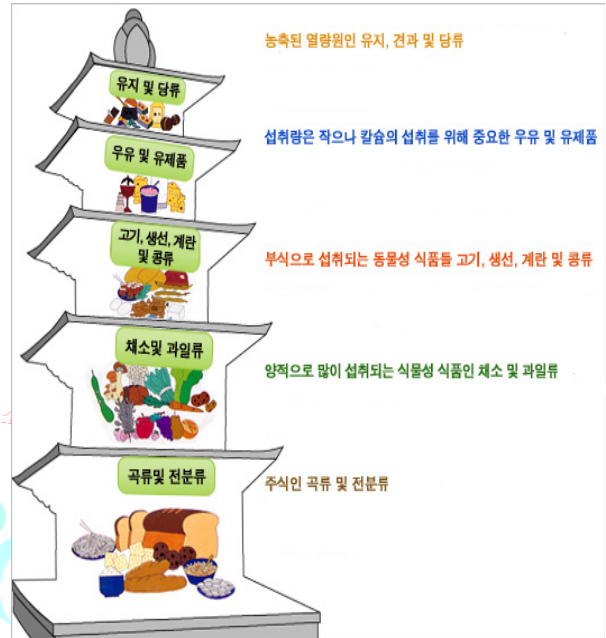 유지 및 당류
농축된 열량원인 유지, 견과 및 당류
우유 및 유제품
섭취량은 작으나 칼슘의 섭취를 위해 중요한 우유 및 유제품
고기, 생선, 계란
및 콩류
부식으로 섭취되는 동물성 식품들 고기, 생선, 계란 및 콩류
채소및 과일류
양적으로 많이 섭취되는 식물성 식품인 채소 및 과일류
곡류및 전분류
주식인 곡류 및 전분류